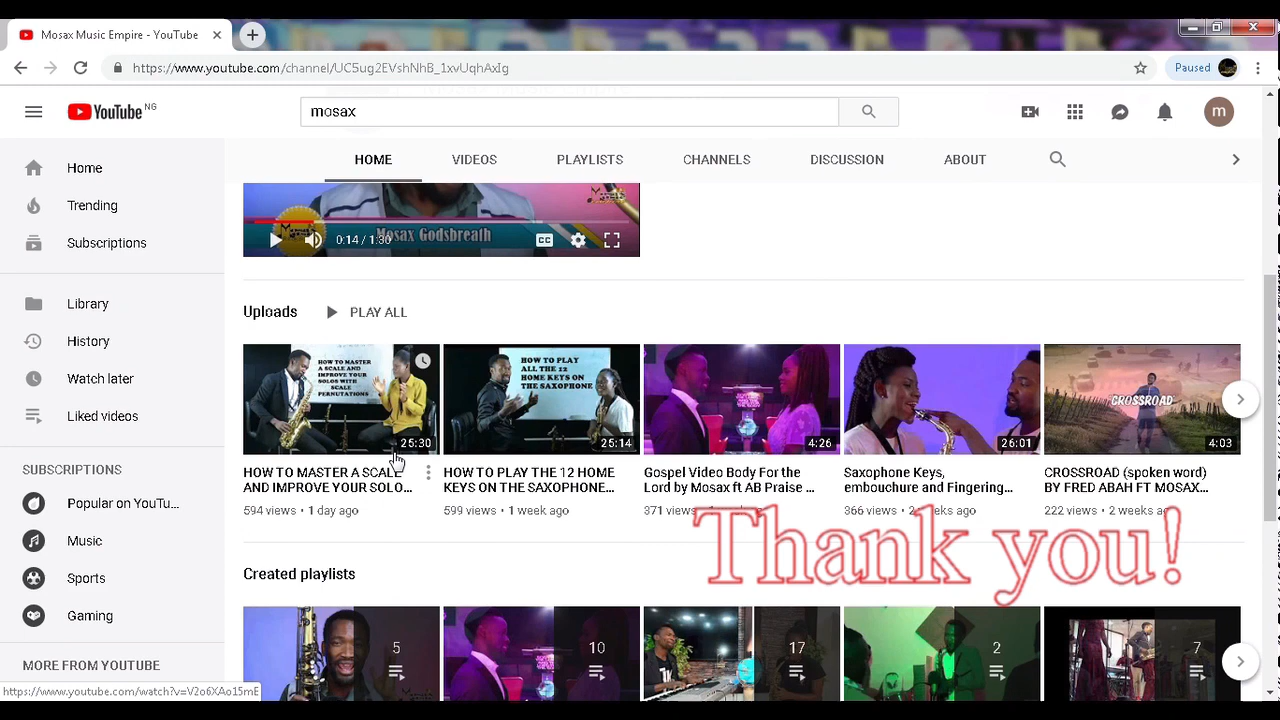 Mosax Music Empire - YouTube
https://www.youtube.com/channel/UC5ug2EVshNhB_1xvUqhAxIg
Paused
YouTube NG
mosax
m
HOME VIDEOS PLAYLISTS CHANNELS DISCUSSION ABOUT
Home
Trending
Subscriptions
Library
History
Watch later
Liked videos
SUBSCRIPTIONS
Popular on YouTu...
Music
Sports
Gaming
MORE FROM YOUTUBE
Mosax Godsbreath
0:14 / 1:30
CC
Uploads PLAY ALL
HOW TO MASTER A
SCALE AND
IMPROVE YOUR
SOLOS WITH
SCALE
PERNUTATIONS
25:30
HOW TO MASTER A SCALE
AND IMPROVE YOUR SOLO...
594 views • 1 day ago
HOW TO PLAY
ALL THE 12
HOME KEYS ON
THE SAXOPHONE
25:14
HOW TO PLAY THE 12 HOME
KEYS ON THE SAXOPHONE...
599 views • 1 week ago
4:26
Gospel Video Body For the
Lord by Mosax ft AB Praise ...
371 views
26:01
Saxophone Keys,
embouchure and Fingering...
366 views • 2 weeks ago
CROSSROAD
4:03
CROSSROAD (spoken word)
BY FRED ABAH FT MOSAX...
222 views • 2 weeks ago
Thank you!
Created playlists
5
10
17
2
7
https://www.youtube.com/watch?v=V2o6XAo15mE